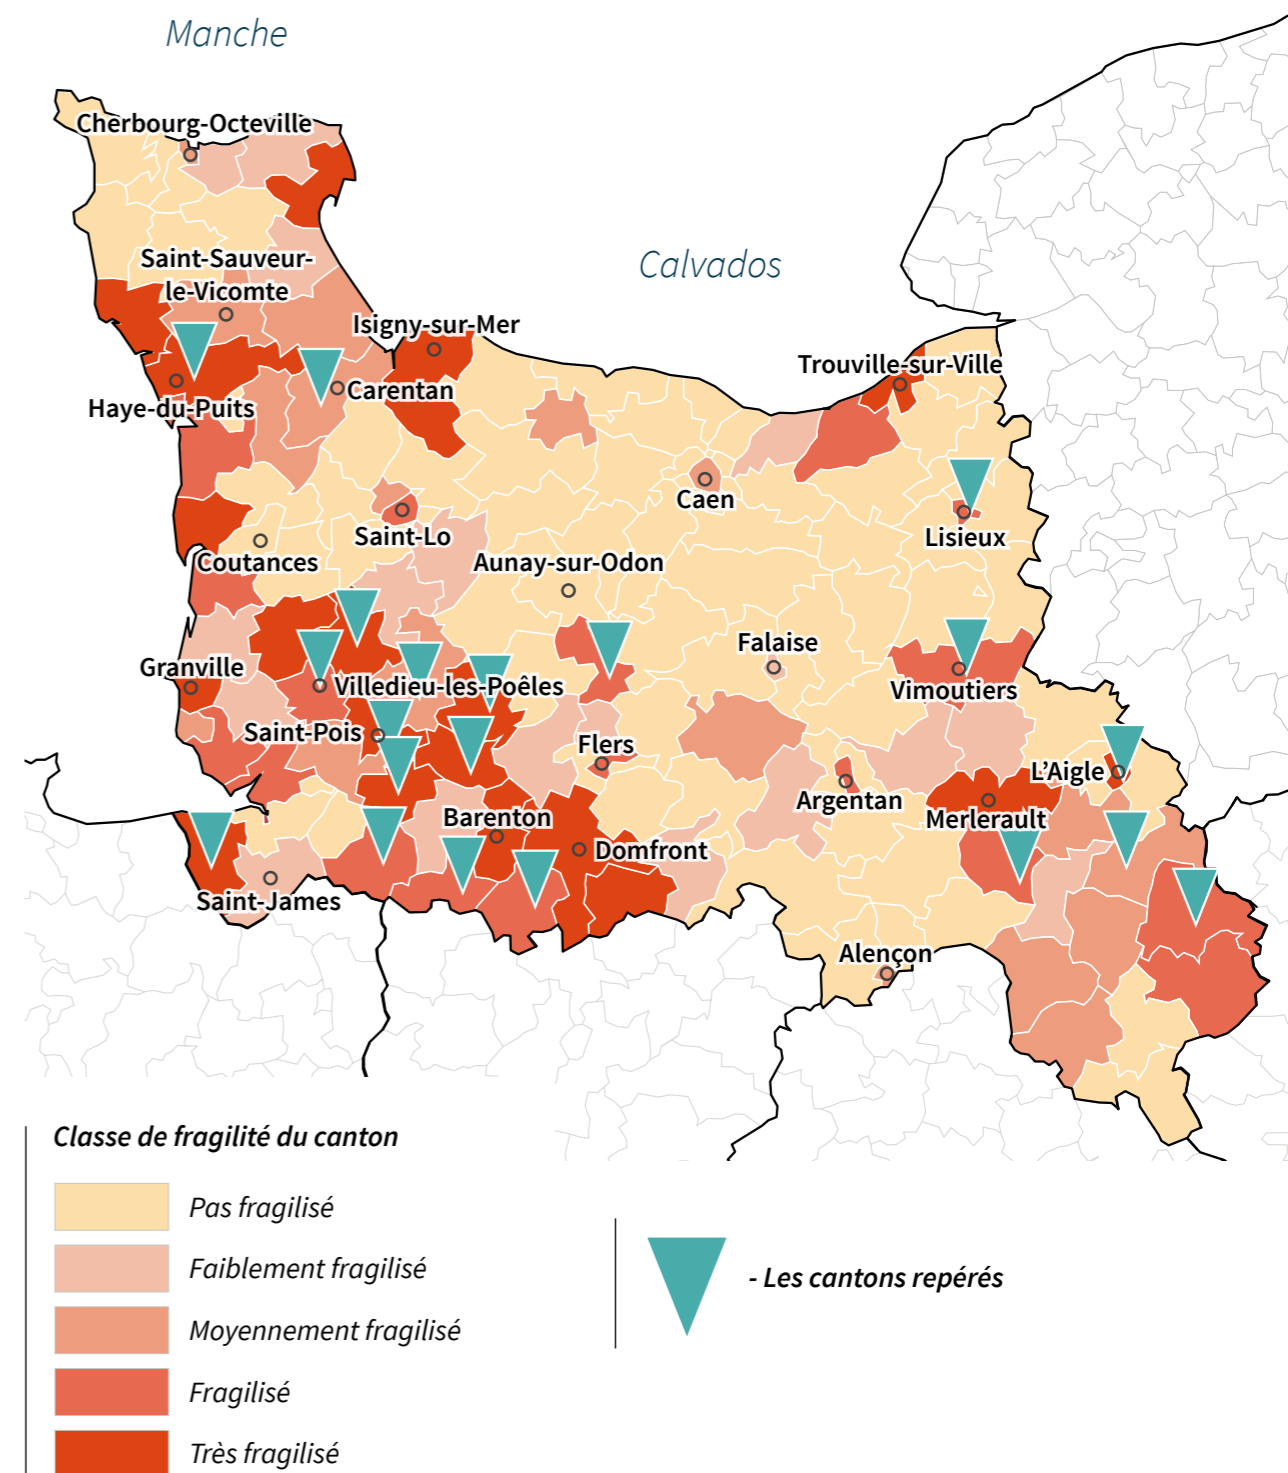 Manche
Cherbourg-Octeville
Calvados
Saint-Sauveur-
le-Vicomte
Isigny-sur-Mer
Trouville-sur-Ville
Carentan
Haye-du-Puits
Caen
Saint-Lo
Lisieux
Coutances
Aunay-sur-Odon
Falaise
Granville
Villedieu-les-Poêles
Vimoutiers
Saint-Pois
Flers
L'Aigle
Argentan
Merlerault
Barenton
Domfront
Saint-James
Alençon
Classe de fragilité du canton
Pas fragilisé
Faiblement fragilisé
Moyennement fragilisé
Fragilisé
Très fragilisé
- Les cantons repérés